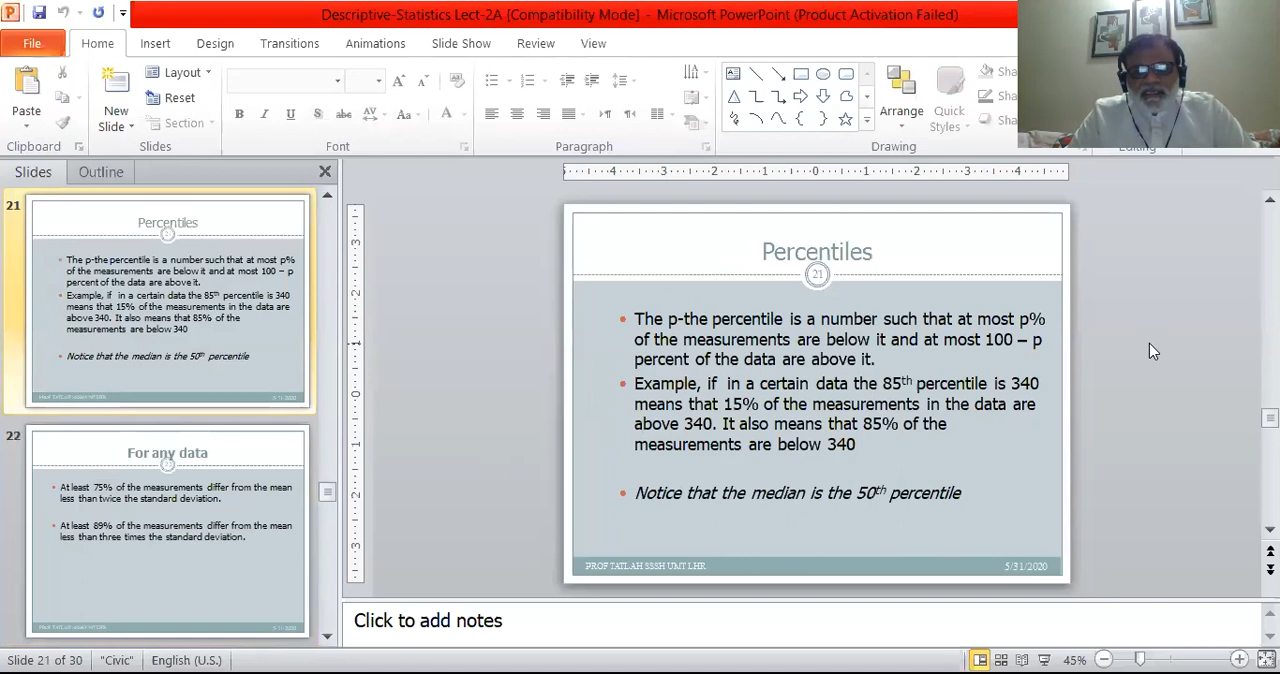 Descriptive-Statistics Lect-2A [Compatibility Mode] - Microsoft PowerPoint (Product Activation Failed)
File Home Insert Design Transitions Animations Slide Show Review View
Paste
New
Slide
Layout
Reset
Section
Arrange
Quick
Styles
Sha
Sha
Sha
Clipboard Slides Font Paragraph Drawing Editing
Slides Outline
21
Percentiles
The p-the percentile is a number such that at most p%
of the measurements are below it and at most 100 – p
percent of the data are above it.
Example, if in a certain data the 85th percentile is 340
means that 15% of the measurements in the data are
above 340. It also means that 85% of the
measurements are below 340
Notice that the median is the 50th percentile
22
For any data
At least 75% of the measurements differ from the mean
less than twice the standard deviation.
At least 89% of the measurements differ from the mean
less than three times the standard deviation.
Percentiles
21
The p-the percentile is a number such that at most p%
of the measurements are below it and at most 100 – p
percent of the data are above it.
Example, if in a certain data the 85th percentile is 340
means that 15% of the measurements in the data are
above 340. It also means that 85% of the
measurements are below 340
Notice that the median is the 50th percentile
PROF TATLAH SSSH UMT LHR 5/31/2020
Click to add notes
Slide 21 of 30 "Civic" English (U.S.) 45%